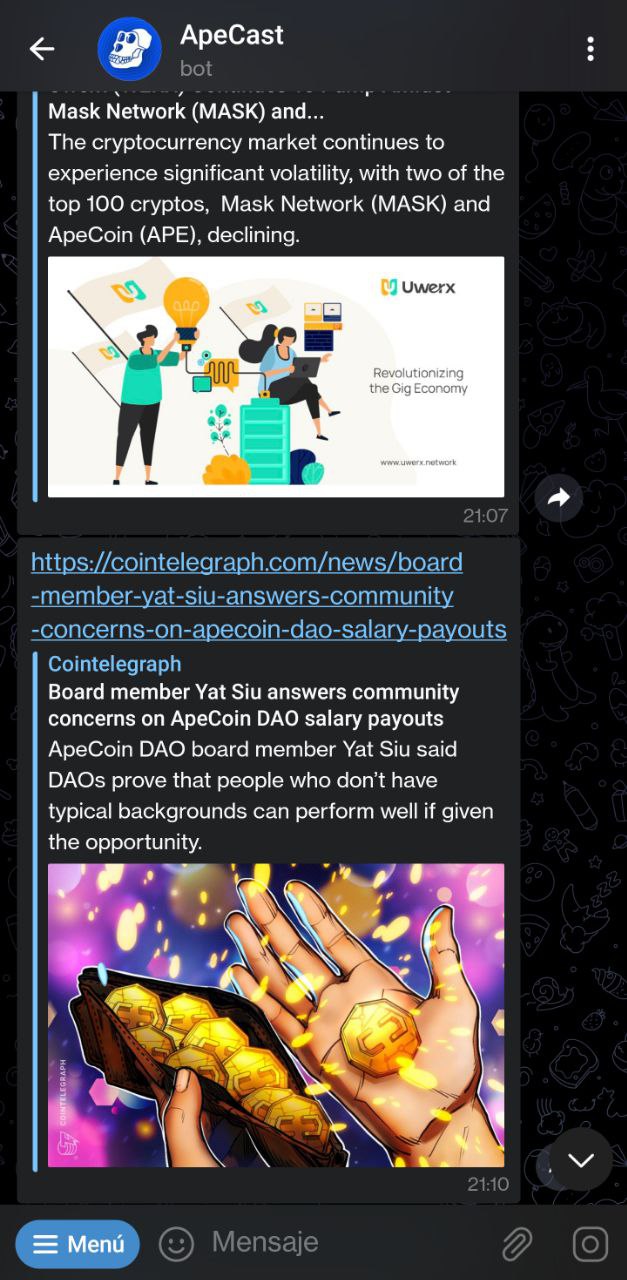 ApeCast
bot
Mask Network (MASK) and...
The cryptocurrency market continues to
experience significant volatility, with two of the
top 100 cryptos, Mask Network (MASK) and
ApeCoin (APE), declining.
Uwerx
Revolutionizing
the Gig Economy
www.uwerx.network
21:07
https://cointelegraph.com/news/board
-member-yat-siu-answers-community
-concerns-on-apecoin-dao-salary-payouts
Cointelegraph
Board member Yat Siu answers community
concerns on ApeCoin DAO salary payouts
ApeCoin DAO board member Yat Siu said
DAOs prove that people who don’t have
typical backgrounds can perform well if given
the opportunity.
COINTELEGRAPH
21:10
Menú
Mensaje